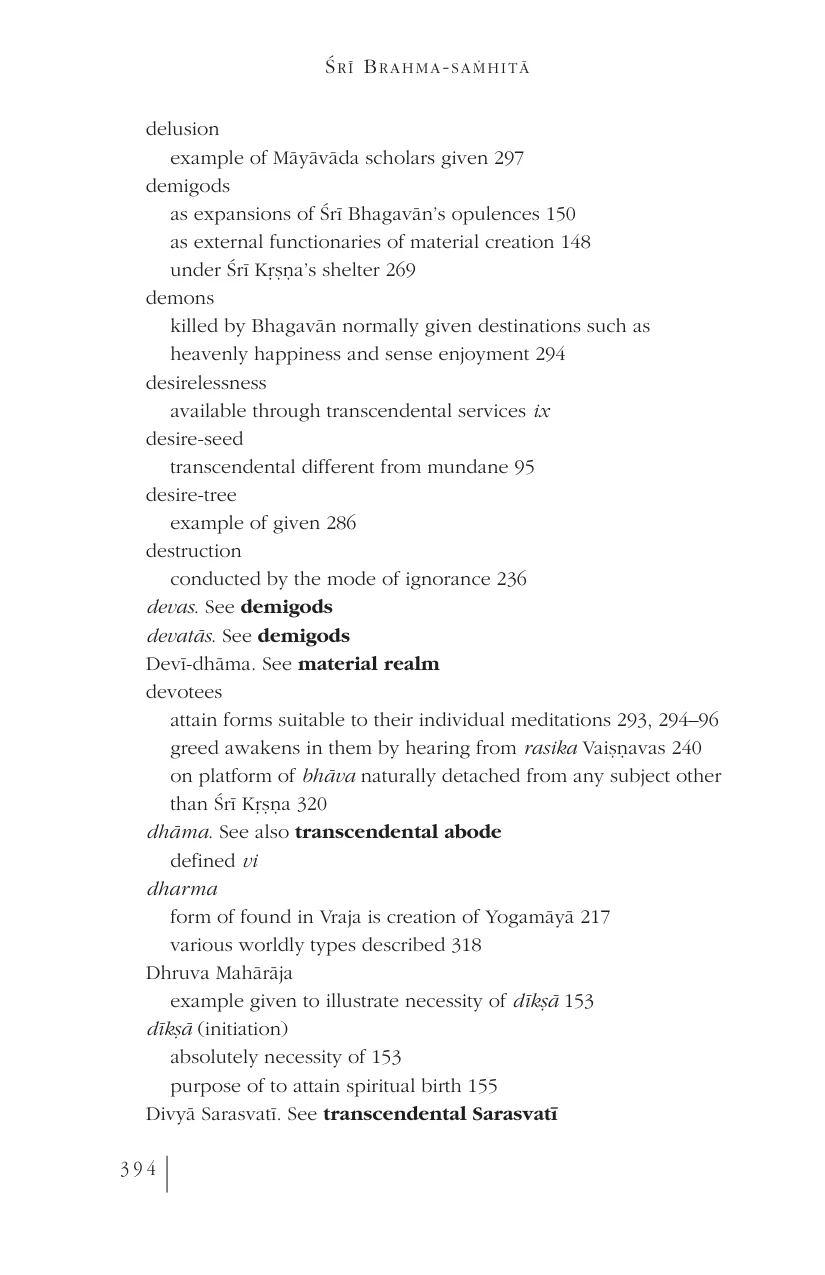 ŚRĪ BRAHMA-SAṀHITĀ
delusion
example of Māyāvāda scholars given 297
demigods
as expansions of Śrī Bhagavān’s opulences 150
as external functionaries of material creation 148
under Śrī Kṛṣṇa’s shelter 269
demons
killed by Bhagavān normally given destinations such as
heavenly happiness and sense enjoyment 294
desirelessness
available through transcendental services ix
desire-seed
transcendental different from mundane 95
desire-tree
example of given 286
destruction
conducted by the mode of ignorance 236
devas. See demigods
devatās. See demigods
Devī-dhāma. See material realm
devotees
attain forms suitable to their individual meditations 293, 294–96
greed awakens in them by hearing from rasika Vaiṣṇavas 240
on platform of bhāva naturally detached from any subject other
than Śrī Kṛṣṇa 320
dhāma. See also transcendental abode
defined vi
dharma
form of found in Vraja is creation of Yogamāyā 217
various worldly types described 318
Dhruva Mahārāja
example given to illustrate necessity of dīkṣā 153
dīkṣā (initiation)
absolutely necessity of 153
purpose of to attain spiritual birth 155
Divyā Sarasvatī. See transcendental Sarasvatī
394